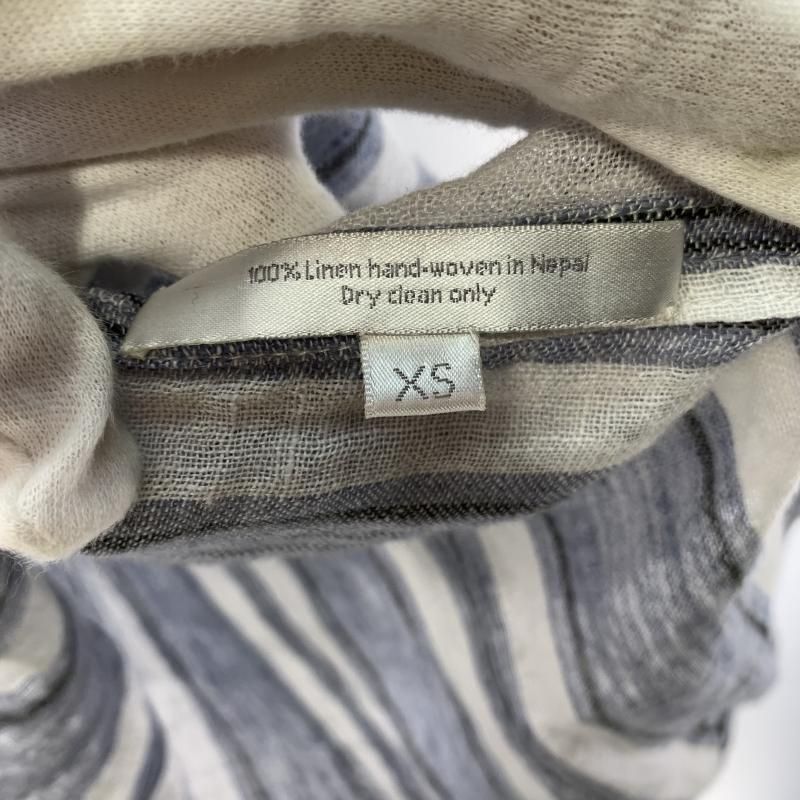 100% Linen hand-woven in Nepal
Dry clean only
XS